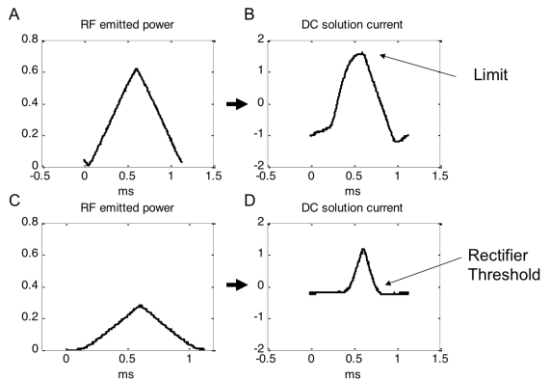 A
RF emitted power
0.8
0.6
0.4
0.2
0
-0.5 0 0.5 1 1.5
ms
B
DC solution current
2
1
0
-1
-2
-0.5 0 0.5 1 1.5
ms
Limit
C
RF emitted power
0.8
0.6
0.4
0.2
0
-0.5 0 0.5 1 1.5
ms
D
DC solution current
2
1
0
-1
-2
-0.5 0 0.5 1 1.5
ms
Rectifier
Threshold